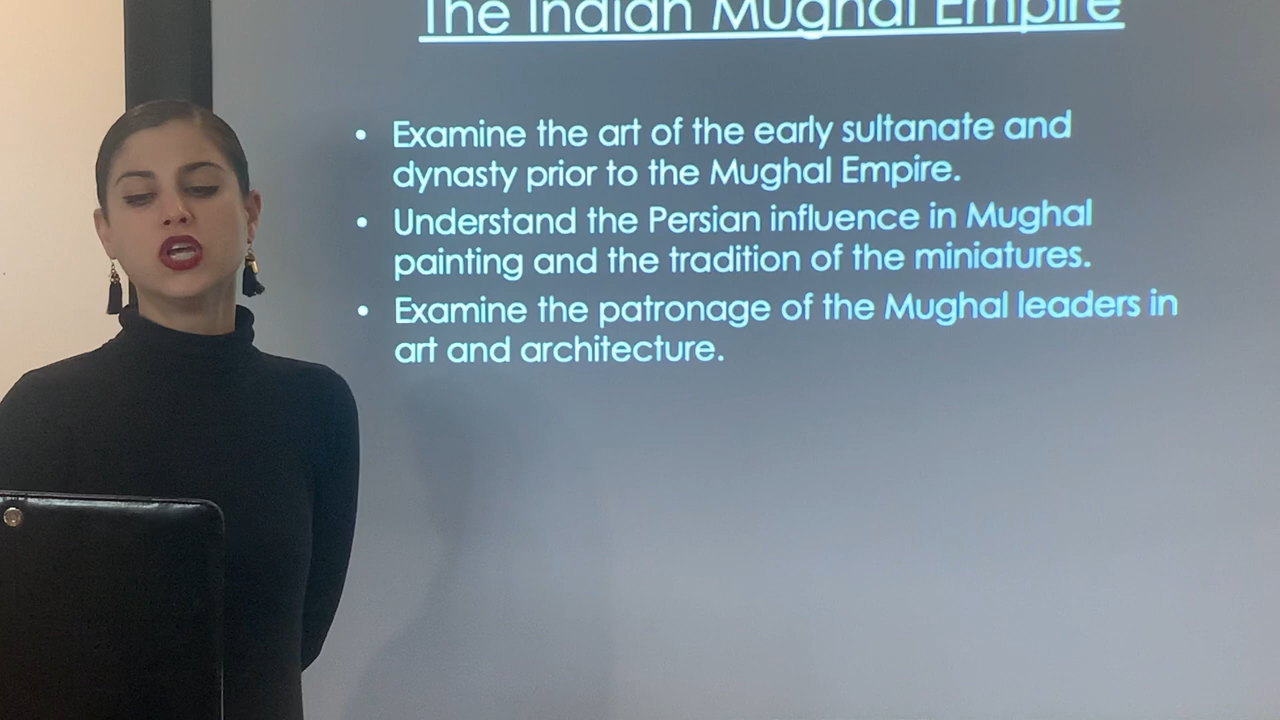 The Indian Mughal Empire
• Examine the art of the early sultanate and
dynasty prior to the Mughal Empire.
• Understand the Persian influence in Mughal
painting and the tradition of the miniatures.
• Examine the patronage of the Mughal leaders in
art and architecture.